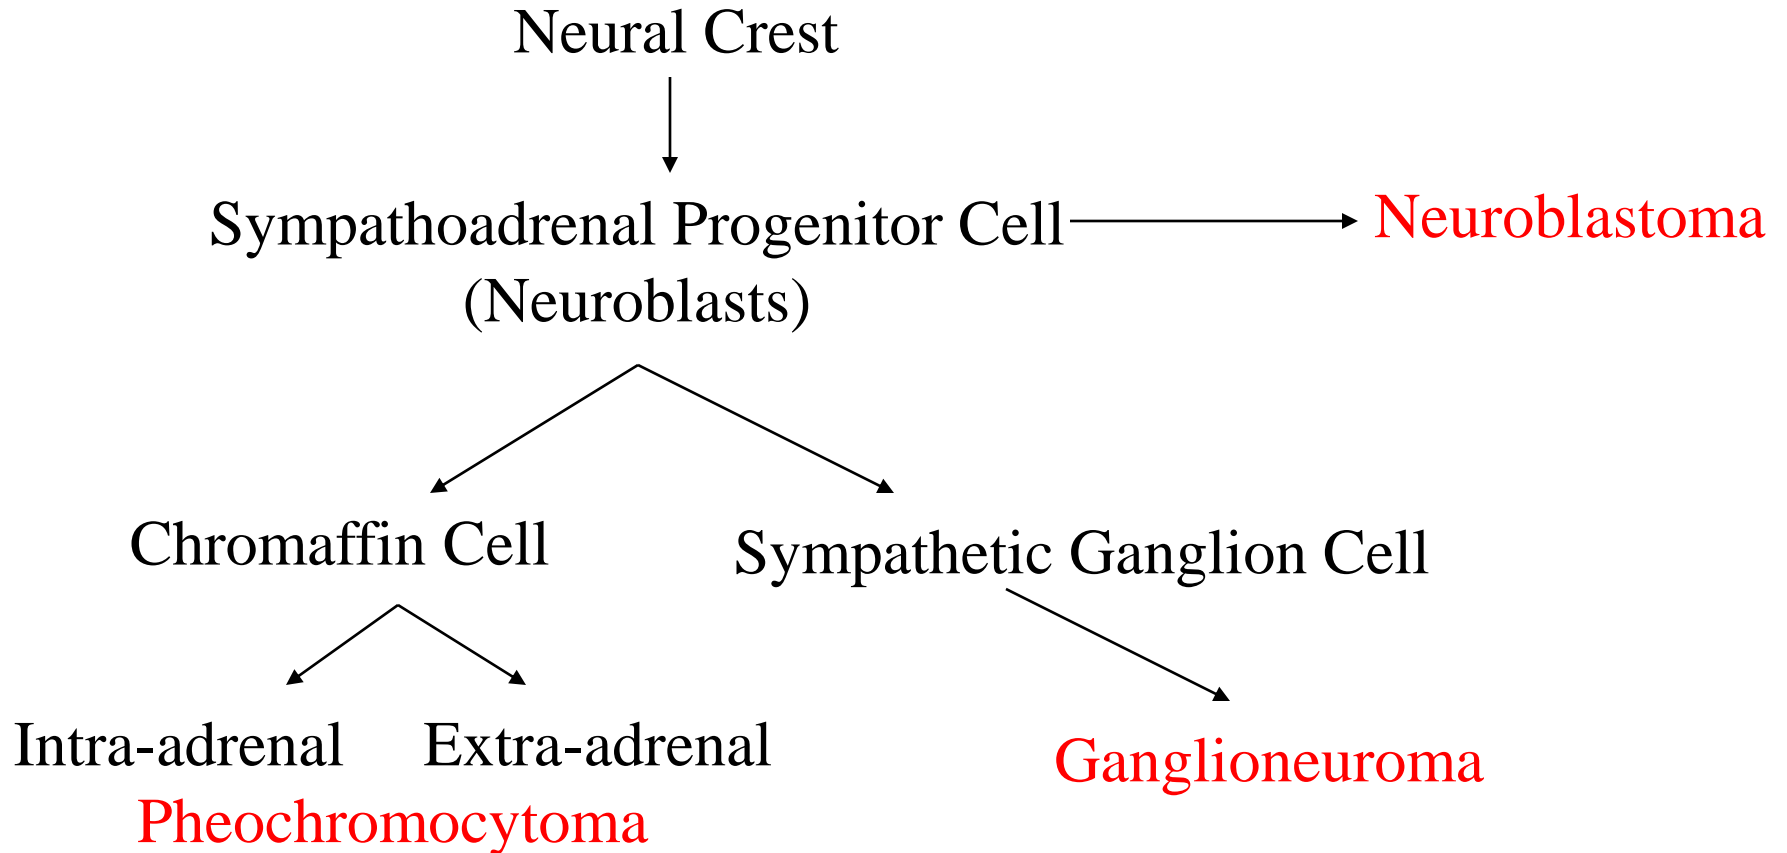 Neural Crest
Sympathoadrenal Progenitor Cell
Neuroblastoma
(Neuroblasts)
Chromaffin Cell
Sympathetic Ganglion Cell
Intra-adrenal
Extra-adrenal
Ganglioneuroma
Pheochromocytoma